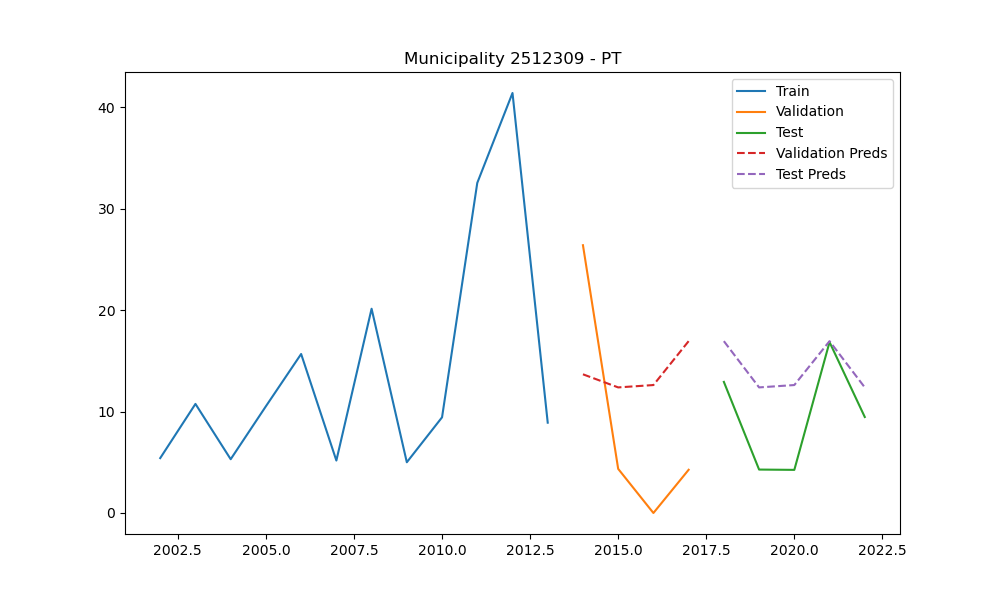 Municipality 2512309 - PT
Train
Validation
Test
Validation Preds
Test Preds
40
30
20
10
0
2002.5 2005.0 2007.5 2010.0 2012.5 2015.0 2017.5 2020.0 2022.5